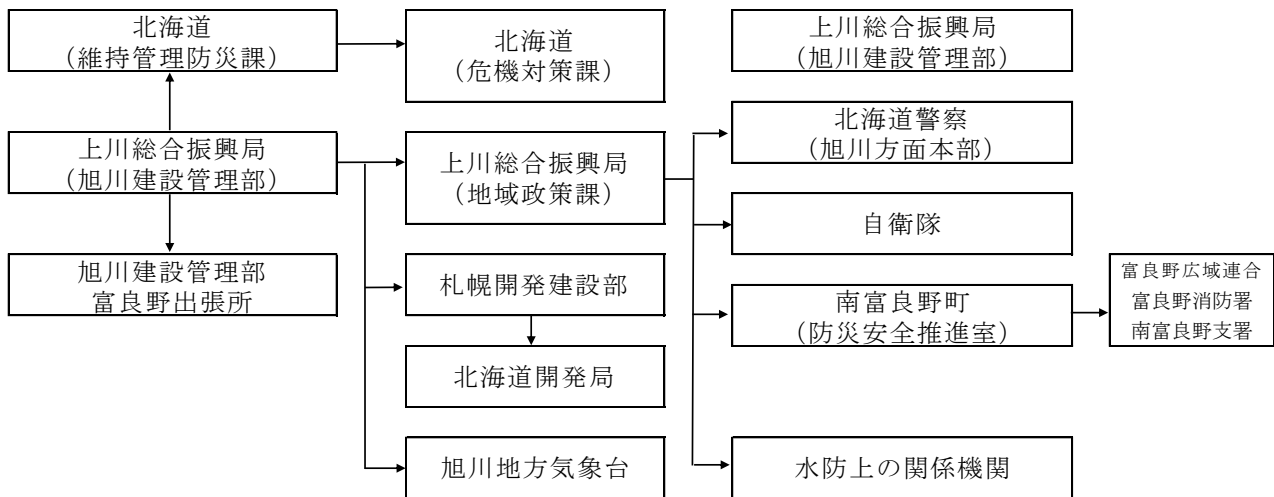 北海道
（維持管理防災課）
北海道
（危機対策課）
上川総合振興局
（旭川建設管理部）
上川総合振興局
（旭川建設管理部）
上川総合振興局
（地域政策課）
北海道警察
（旭川方面本部）
自衛隊
旭川建設管理部
富良野出張所
札幌開発建設部
南富良野町
（防災安全推進室）
富良野広域連合
富良野消防署
南富良野支署
北海道開発局
旭川地方気象台
水防上の関係機関